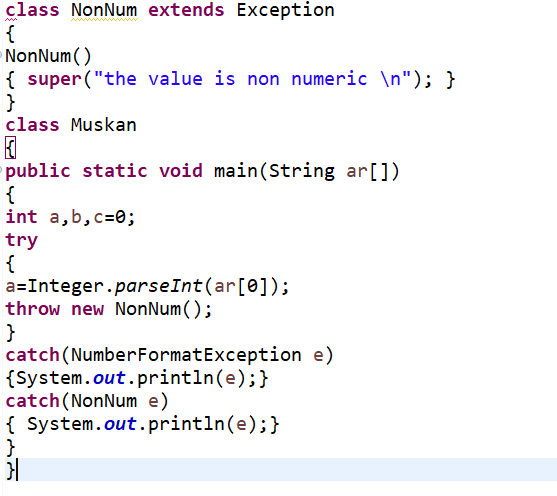 class NonNum extends Exception
{
NonNum()
{ super("the value is non numeric \n"); }
}
class Muskan
{
public static void main(String ar[])
{
int a,b,c=0;
try
{
a=Integer.parseInt(ar[0]);
throw new NonNum();
}
catch(NumberFormatException e)
{System.out.println(e);}
catch(NonNum e)
{ System.out.println(e);}
}
}